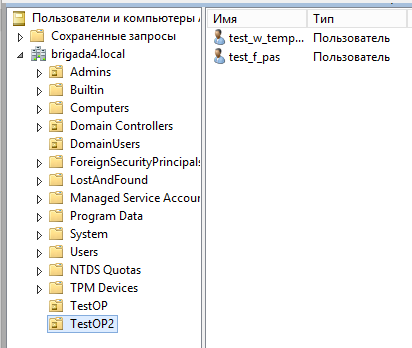 Пользователи и компьютеры
Сохраненные запросы
brigada4.local
Admins
Builtin
Computers
Domain Controllers
DomainUsers
ForeignSecurityPrincipals
LostAndFound
Managed Service Accour
Program Data
System
Users
NTDS Quotas
TPM Devices
TestOP
TestOP2
Имя Тип
test_w_temp... Пользователь
test_f_pas Пользователь